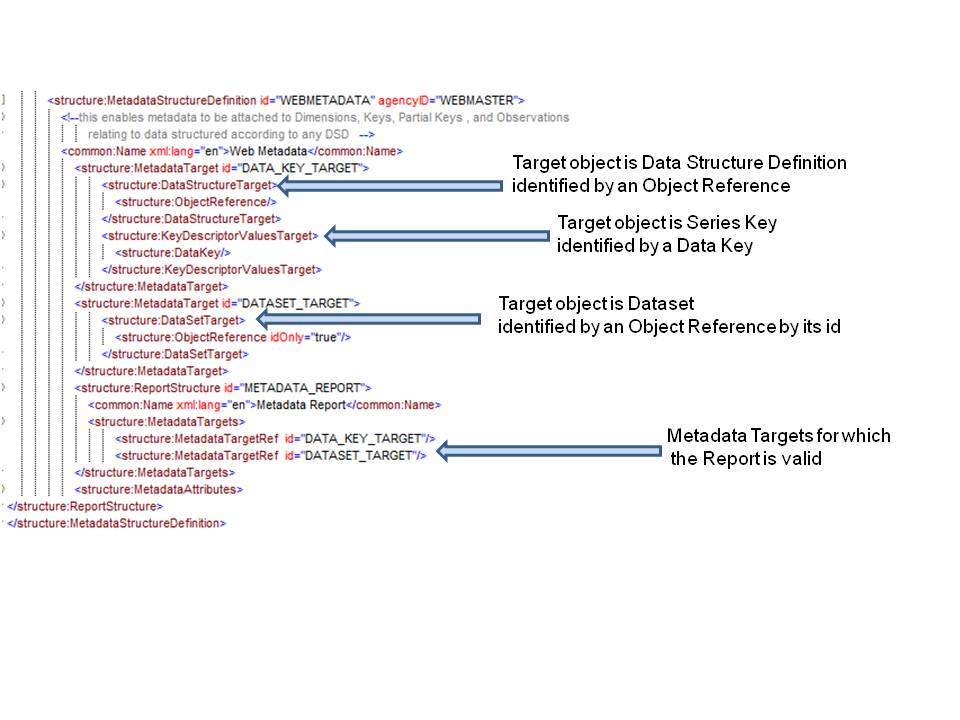 <structure:MetadataStructureDefinition id="WEBMETADATA" agencyID="WEBMASTER">
<!--this enables metadata to be attached to Dimensions, Keys, Partial Keys , and Observations
relating to data structured according to any DSD -->
<common:Name xml:lang="en">Web Metadata</common:Name>
<structure:MetadataTarget id="DATA_KEY_TARGET">
<structure:DataStructureTarget>
<structure:ObjectReference/>
</structure:DataStructureTarget>
<structure:KeyDescriptorValuesTarget>
<structure:DataKey/>
</structure:KeyDescriptorValuesTarget>
</structure:MetadataTarget>
<structure:MetadataTarget id="DATASET_TARGET">
<structure:DataSetTarget>
<structure:ObjectReference idOnly="true"/>
</structure:DataSetTarget>
</structure:MetadataTarget>
<structure:ReportStructure id="METADATA_REPORT">
<common:Name xml:lang="en">Metadata Report</common:Name>
<structure:MetadataTargets>
<structure:MetadataTargetRef id="DATA_KEY_TARGET"/>
<structure:MetadataTargetRef id="DATASET_TARGET"/>
</structure:MetadataTargets>
<structure:MetadataAttributes>
</structure:ReportStructure>
</structure:MetadataStructureDefinition>
Target object is Data Structure Definition
identified by an Object Reference
Target object is Series Key
identified by a Data Key
Target object is Dataset
identified by an Object Reference by its id
Metadata Targets for which
the Report is valid